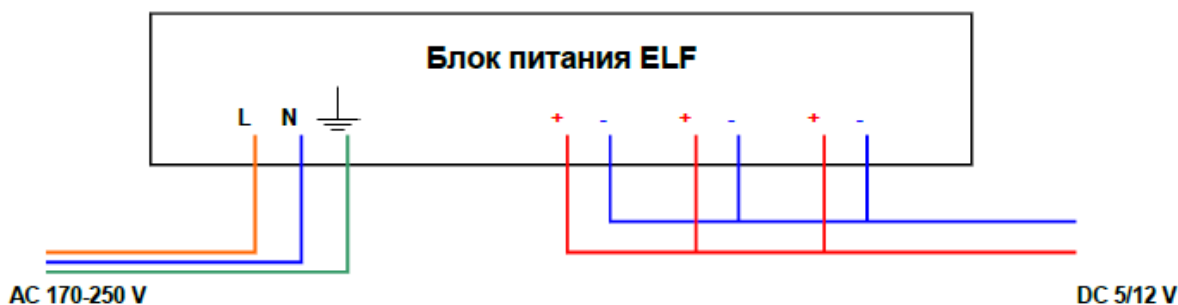 Блок питания ELF
L N + - + - + -
AC 170-250 V
DC 5/12 V